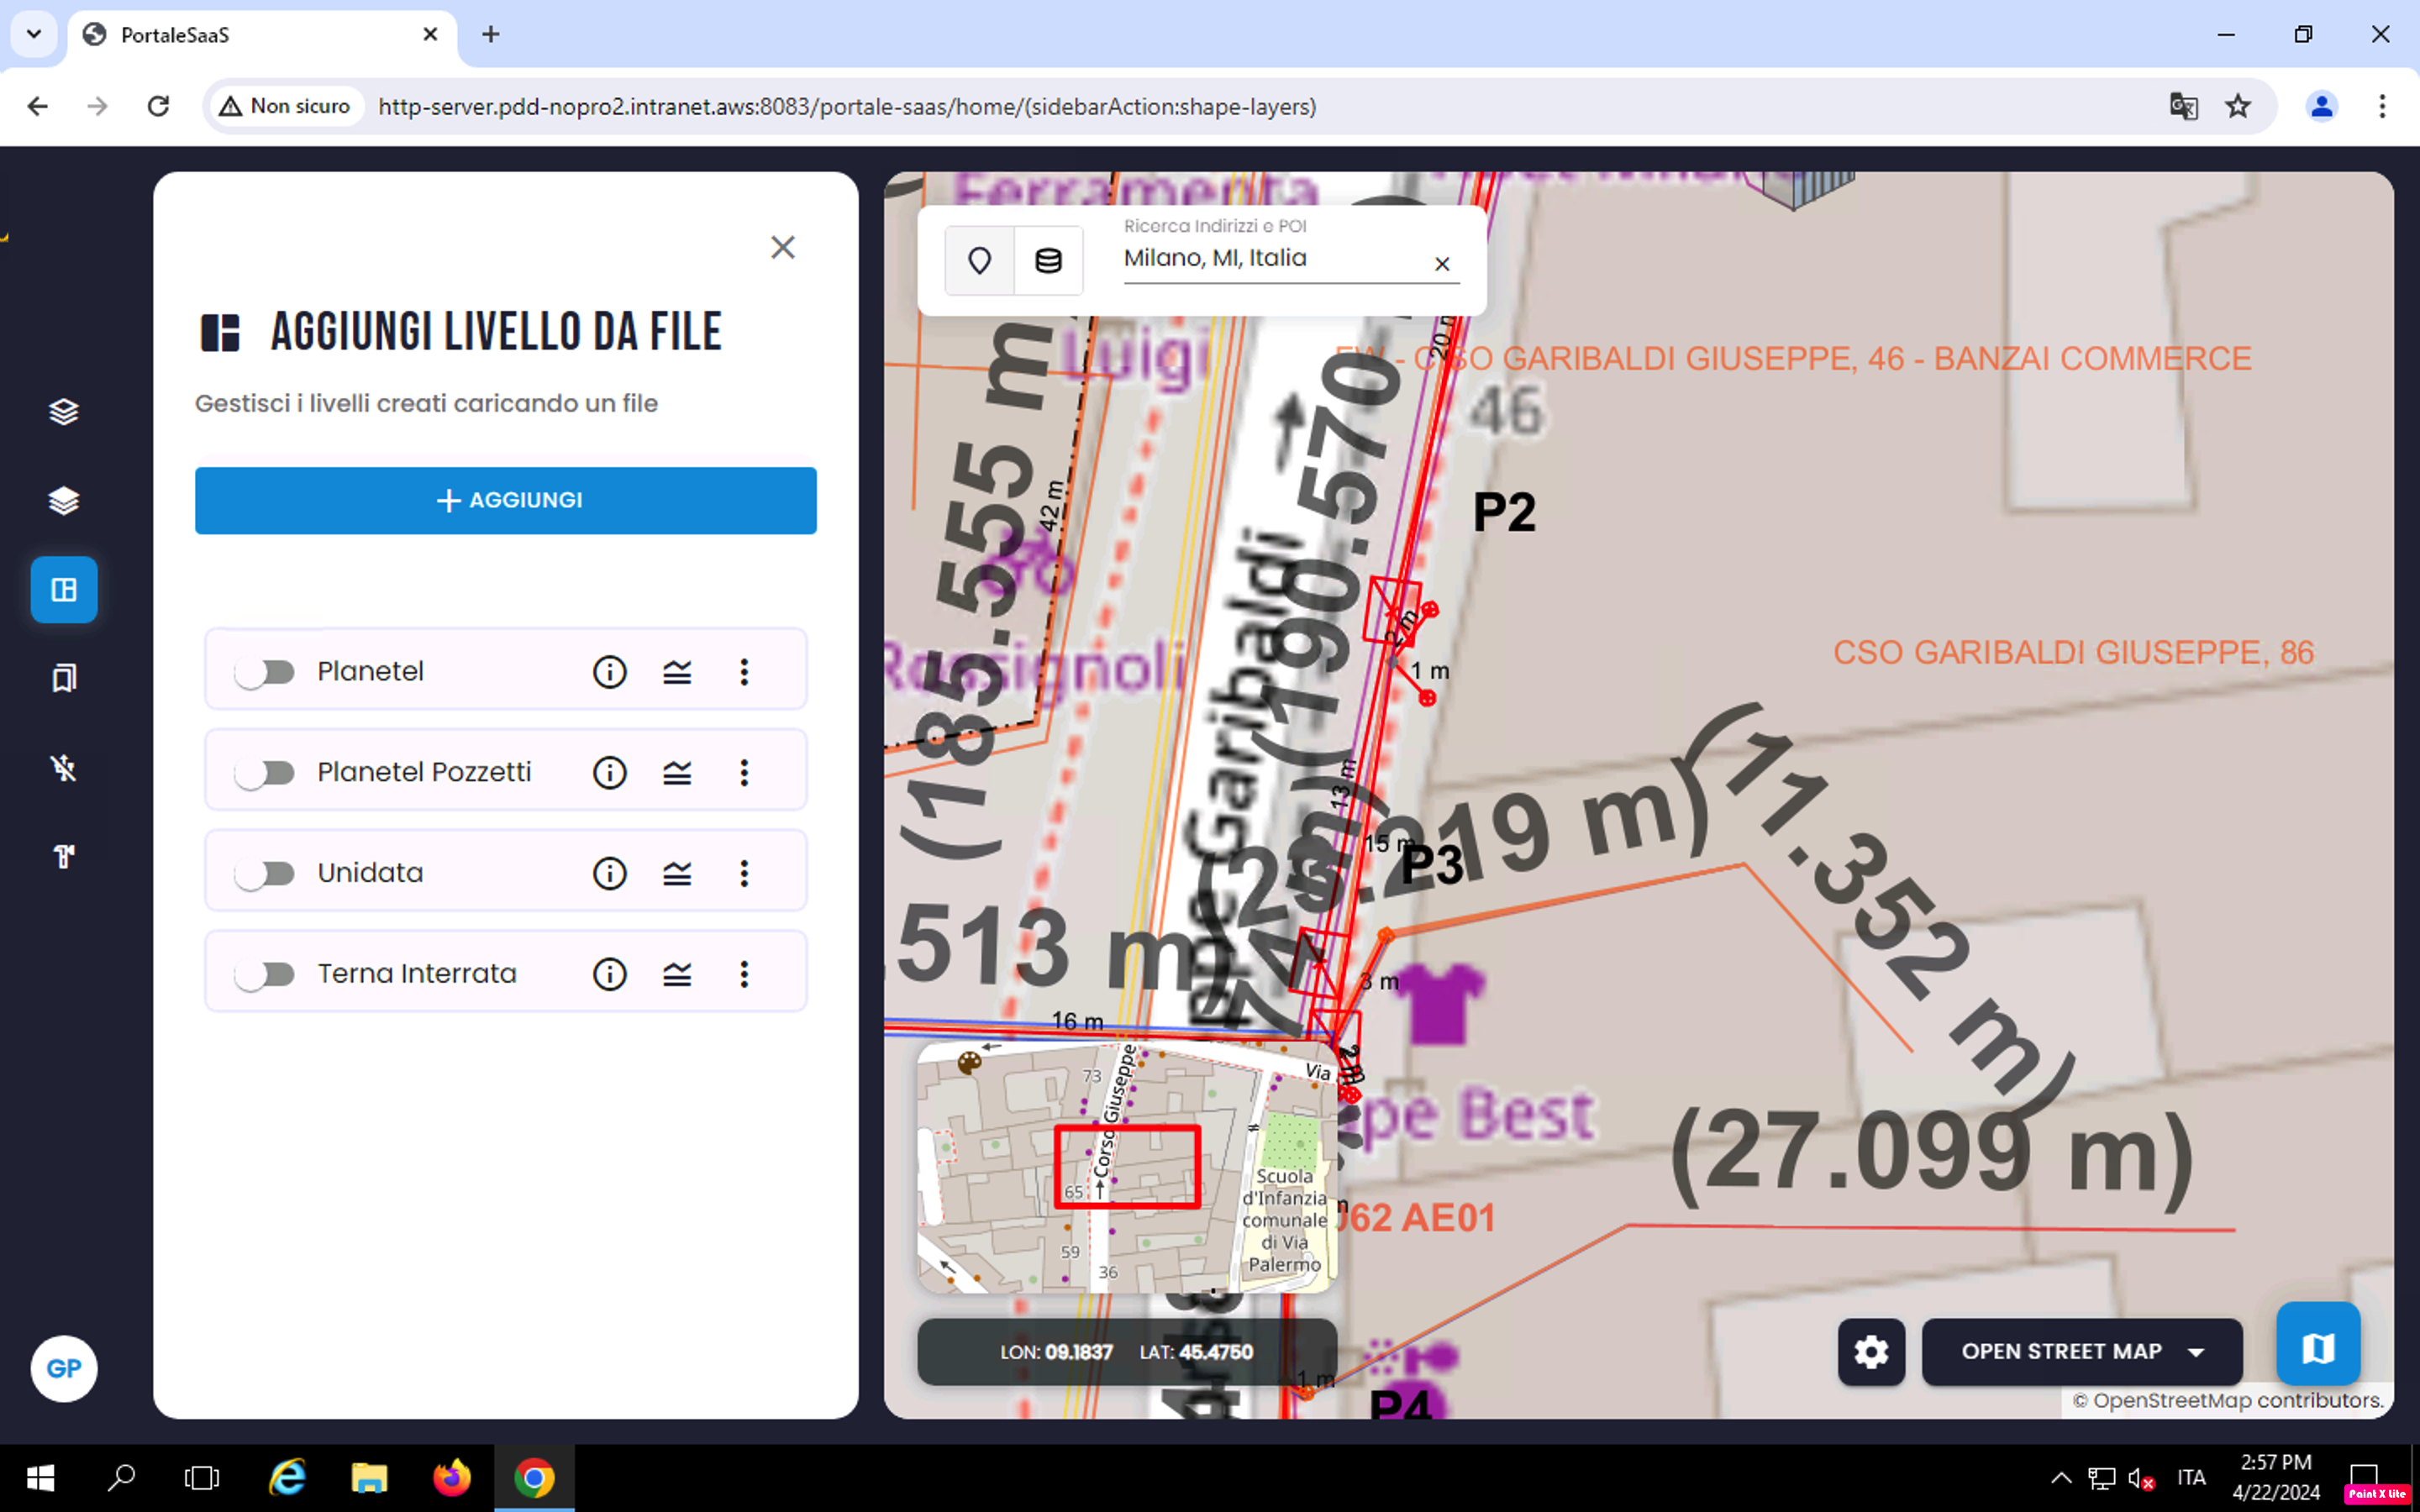 PortaleSaaS
Non sicuro
http-server.pdd-nopro2.intranet.aws:8083/portale-saas/home/(sidebarAction:shape-layers)
AGGIUNGI LIVELLO DA FILE
Gestisci i livelli creati caricando un file
AGGIUNGI
Planetel
Planetel Pozzetti
Unidata
Terna Interrata
GP
Ricerca Indirizzi e POI
Milano, MI, Italia
Ferramenta
Luigi
Rossignoli
CSO GARIBALDI GIUSEPPE, 46 - BANZAI COMMERCE
46
P2
CSO GARIBALDI GIUSEPPE, 86
(185.555 m
42 m
(190.570
20 m
2 m
1 m
13 m
15 m
P3
(11.352 m)
.513 m
3 m
16 m
2 m
pe Best
(27.099 m)
62 AE01
73
Corso Giuseppe
Via
65
59
36
Scuola
d'Infanzia
comunale
di Via
Palermo
1 m
P4
LON: 09.1837 LAT: 45.4750
OPEN STREET MAP
© OpenStreetMap contributors.
ITA
2:57 PM
4/22/2024
Paint X lite